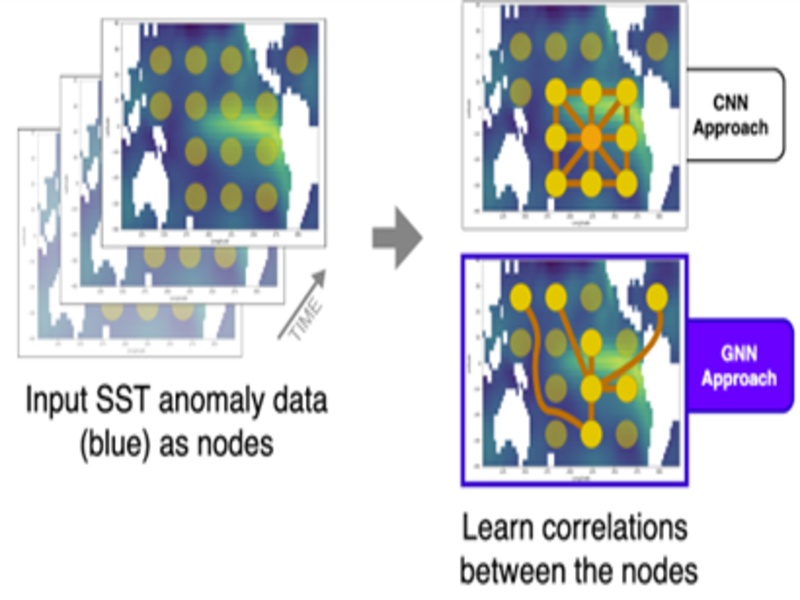 TIME
Input SST anomaly data
(blue) as nodes
CNN
Approach
GNN
Approach
Learn correlations
between the nodes